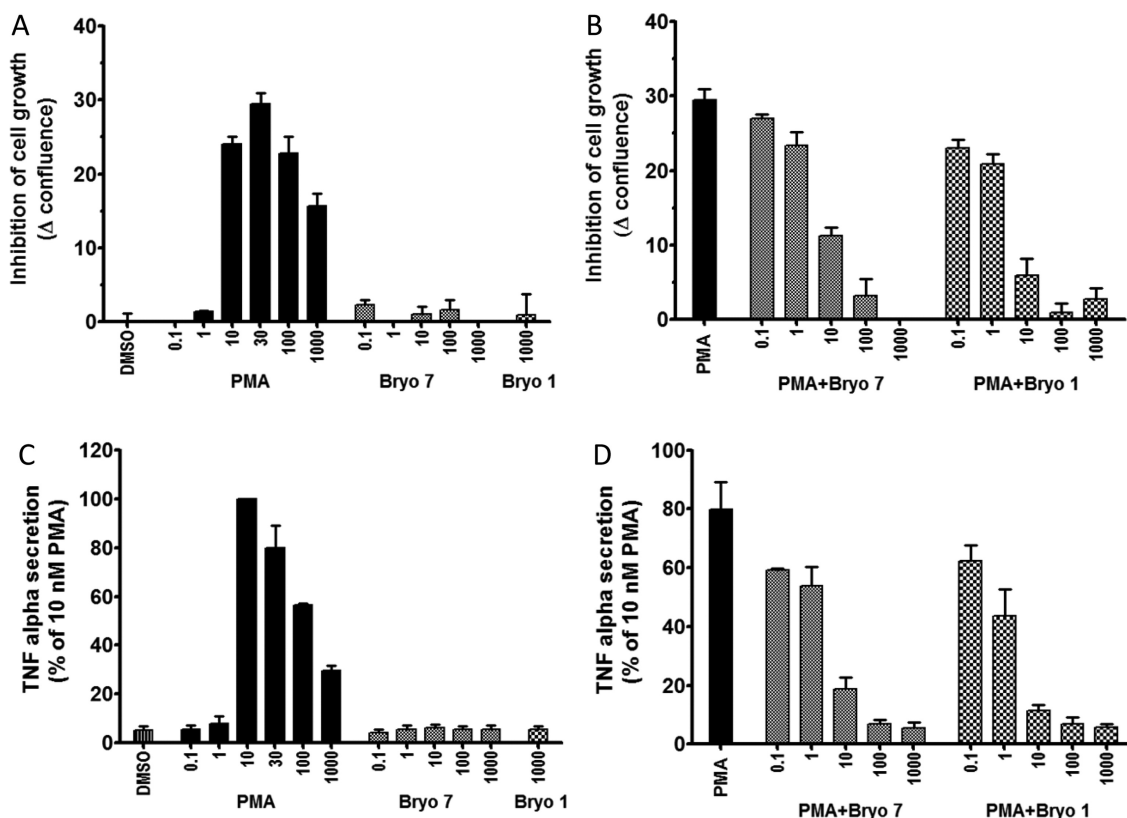 A
Inhibition of cell growth
(Δ confluence)
40
30
20
10
0
DMSO
0.1
1
10
30
100
1000
0.1
1
10
100
1000
1000
PMA
Bryo 7
Bryo 1
B
Inhibition of cell growth
(Δ confluence)
40
30
20
10
0
PMA
0.1
1
10
100
1000
0.1
1
10
100
1000
PMA+Bryo 7
PMA+Bryo 1
C
TNF alpha secretion
(% of 10 nM PMA)
120
100
80
60
40
20
0
DMSO
0.1
1
10
30
100
1000
0.1
1
10
100
1000
1000
PMA
Bryo 7
Bryo 1
D
TNF alpha secretion
(% of 10 nM PMA)
100
80
60
40
20
0
PMA
0.1
1
10
100
1000
0.1
1
10
100
1000
PMA+Bryo 7
PMA+Bryo 1